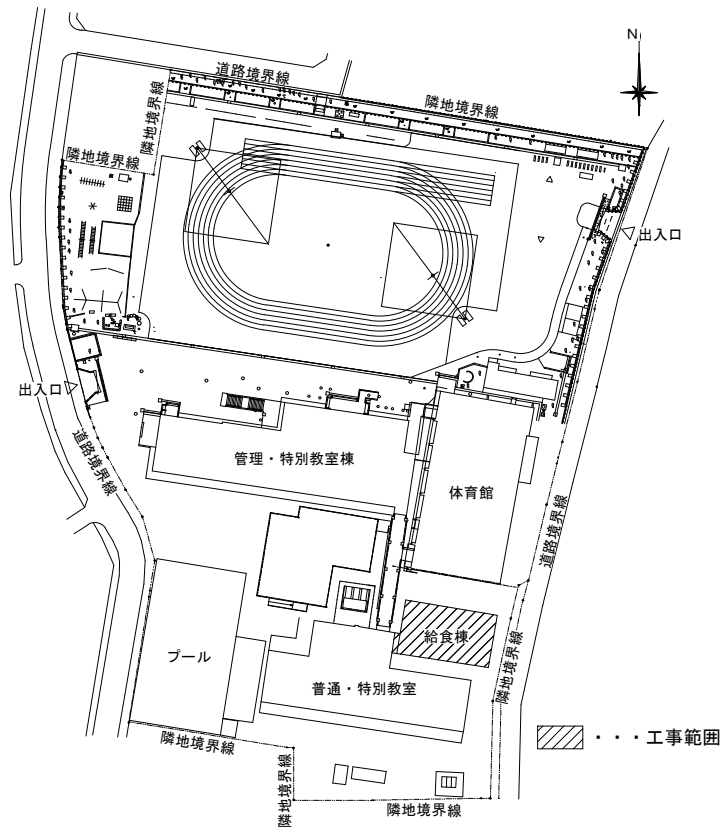 N
道路境界線
隣地境界線
隣地境界線
隣地境界線
出入口
出入口
道路境界線
管理・特別教室棟
体育館
道路境界線
給食棟
プール
普通・特別教室
隣地境界線
隣地境界線
・・・工事範囲
隣地境界線
隣地境界線